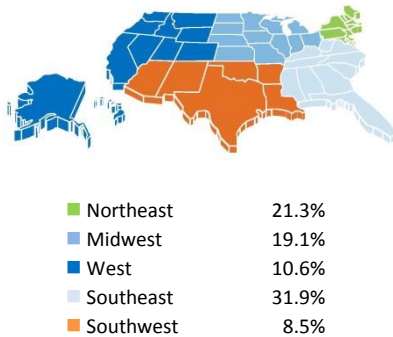 Northeast 21.3%
Midwest 19.1%
West 10.6%
Southeast 31.9%
Southwest 8.5%